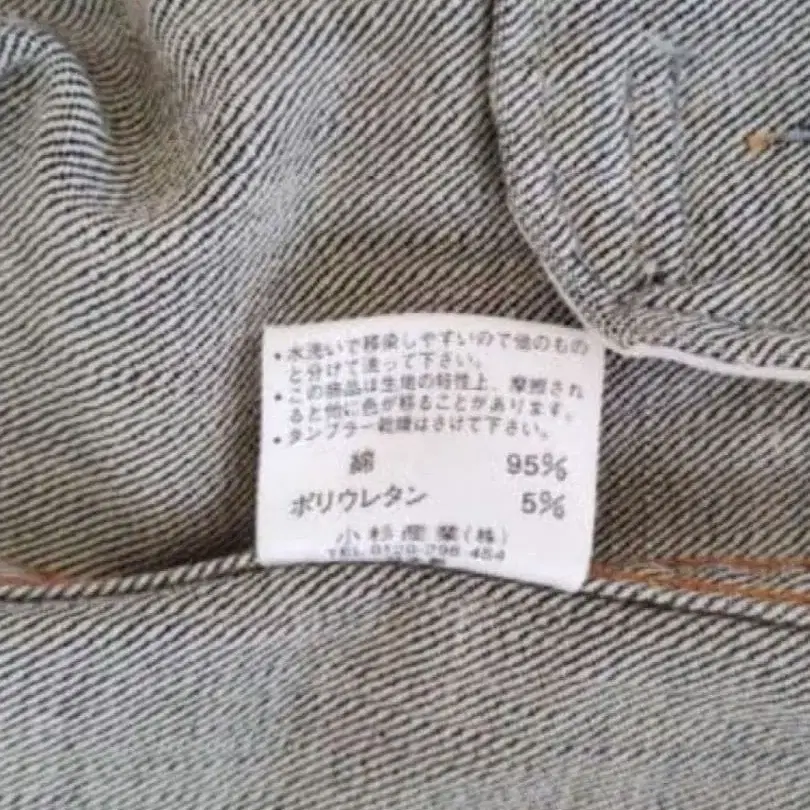 ・水洗いで移染しやすいので他のもの
と分けて洗って下さい。
・この商品は生地の特性上、摩擦され
ると他に色が移ることがあります。
・タンブラー乾燥はさけて下さい。
綿 95%
ポリウレタン 5%
小杉産業(株)
TEL 0120-298-484